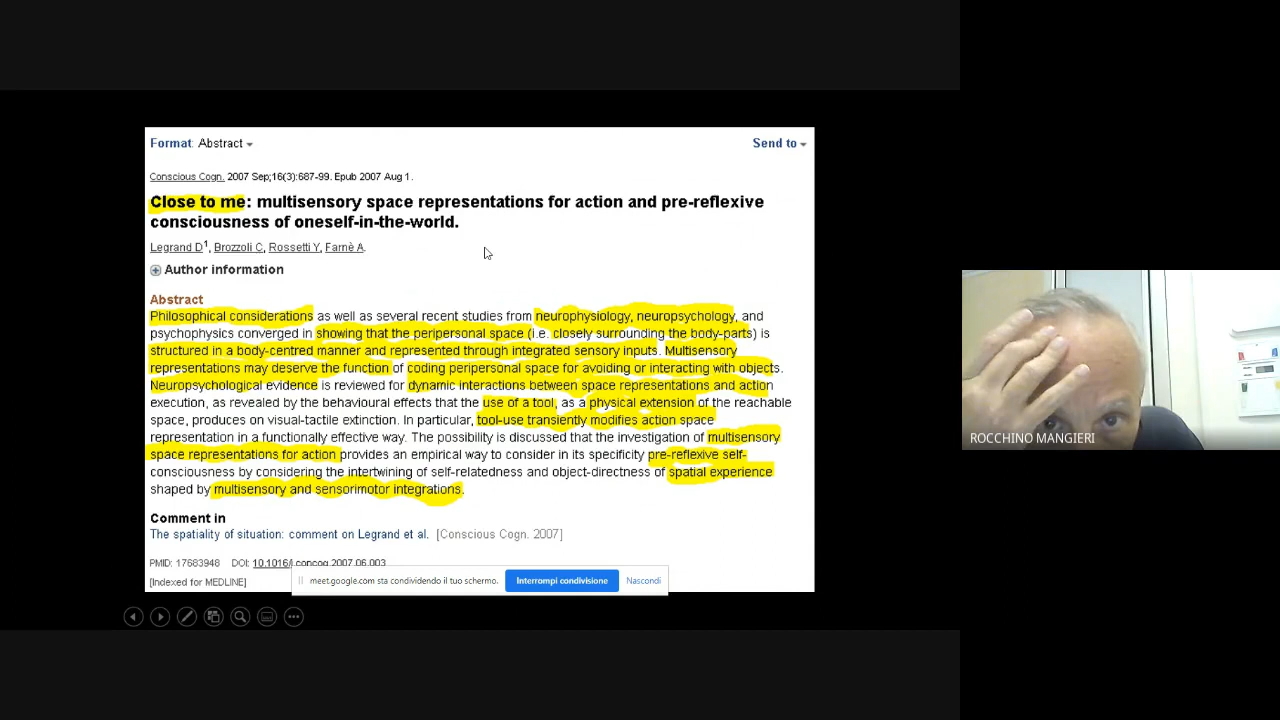 Format: Abstract
Send to
Conscious Cogn. 2007 Sep;16(3):687-99. Epub 2007 Aug 1.
Close to me: multisensory space representations for action and pre-reflexive
consciousness of oneself-in-the-world.
Legrand D1, Brozzoli C, Rossetti Y, Farnè A.
Author information
Abstract
Philosophical considerations as well as several recent studies from neurophysiology, neuropsychology, and
psychophysics converged in showing that the peripersonal space (i.e. closely surrounding the body-parts) is
structured in a body-centred manner and represented through integrated sensory inputs. Multisensory
representations may deserve the function of coding peripersonal space for avoiding or interacting with objects.
Neuropsychological evidence is reviewed for dynamic interactions between space representations and action
execution, as revealed by the behavioural effects that the use of a tool, as a physical extension of the reachable
space, produces on visual-tactile extinction. In particular, tool-use transiently modifies action space
representation in a functionally effective way. The possibility is discussed that the investigation of multisensory
space representations for action provides an empirical way to consider in its specificity pre-reflexive self-
consciousness by considering the intertwining of self-relatedness and object-directness of spatial experience
shaped by multisensory and sensorimotor integrations.
Comment in
The spatiality of situation: comment on Legrand et al. [Conscious Cogn. 2007]
PMID: 17683948 DOI: 10.1016/j.concog.2007.06.003
[Indexed for MEDLINE]
meet.google.com sta condividendo il tuo schermo. Interrompi condivisione Nascondi
ROCCHINO MANGIERI